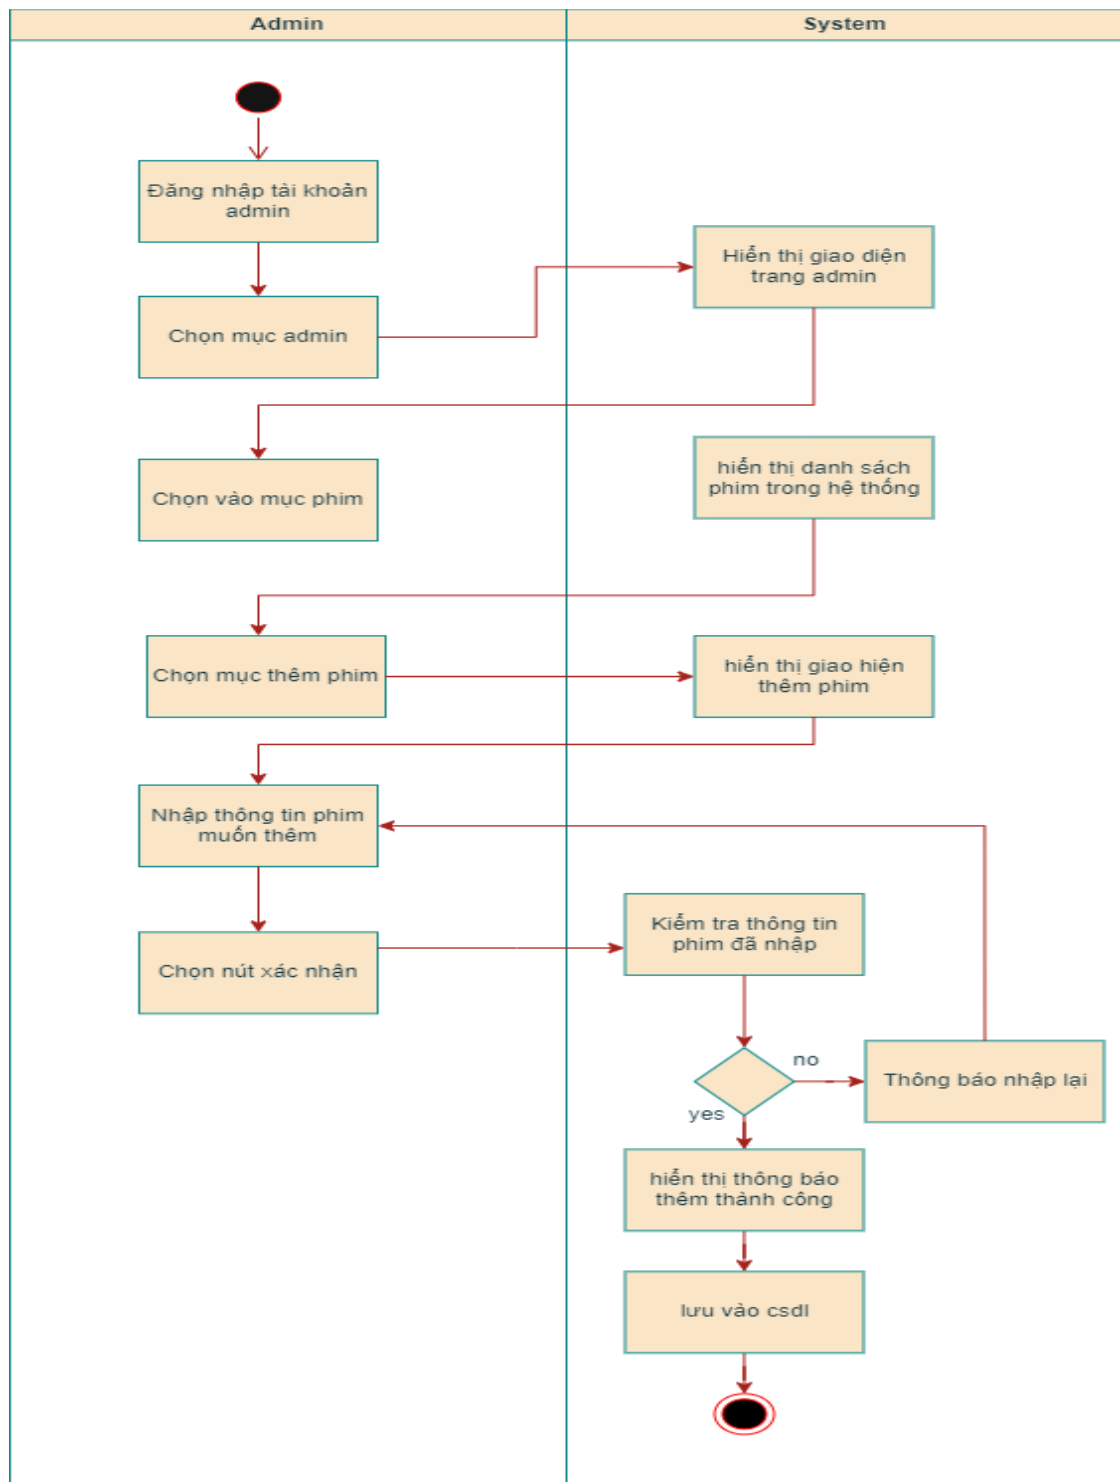 Admin
System
Đăng nhập tài khoản
admin
Hiển thị giao diện
trang admin
Chọn mục admin
Chọn vào mục phim
hiển thị danh sách
phim trong hệ thống
Chọn mục thêm phim
hiển thị giao hiện
thêm phim
Nhập thông tin phim
muốn thêm
Kiểm tra thông tin
phim đã nhập
Chọn nút xác nhận
no
Thông báo nhập lại
yes
hiển thị thông báo
thêm thành công
lưu vào csdl